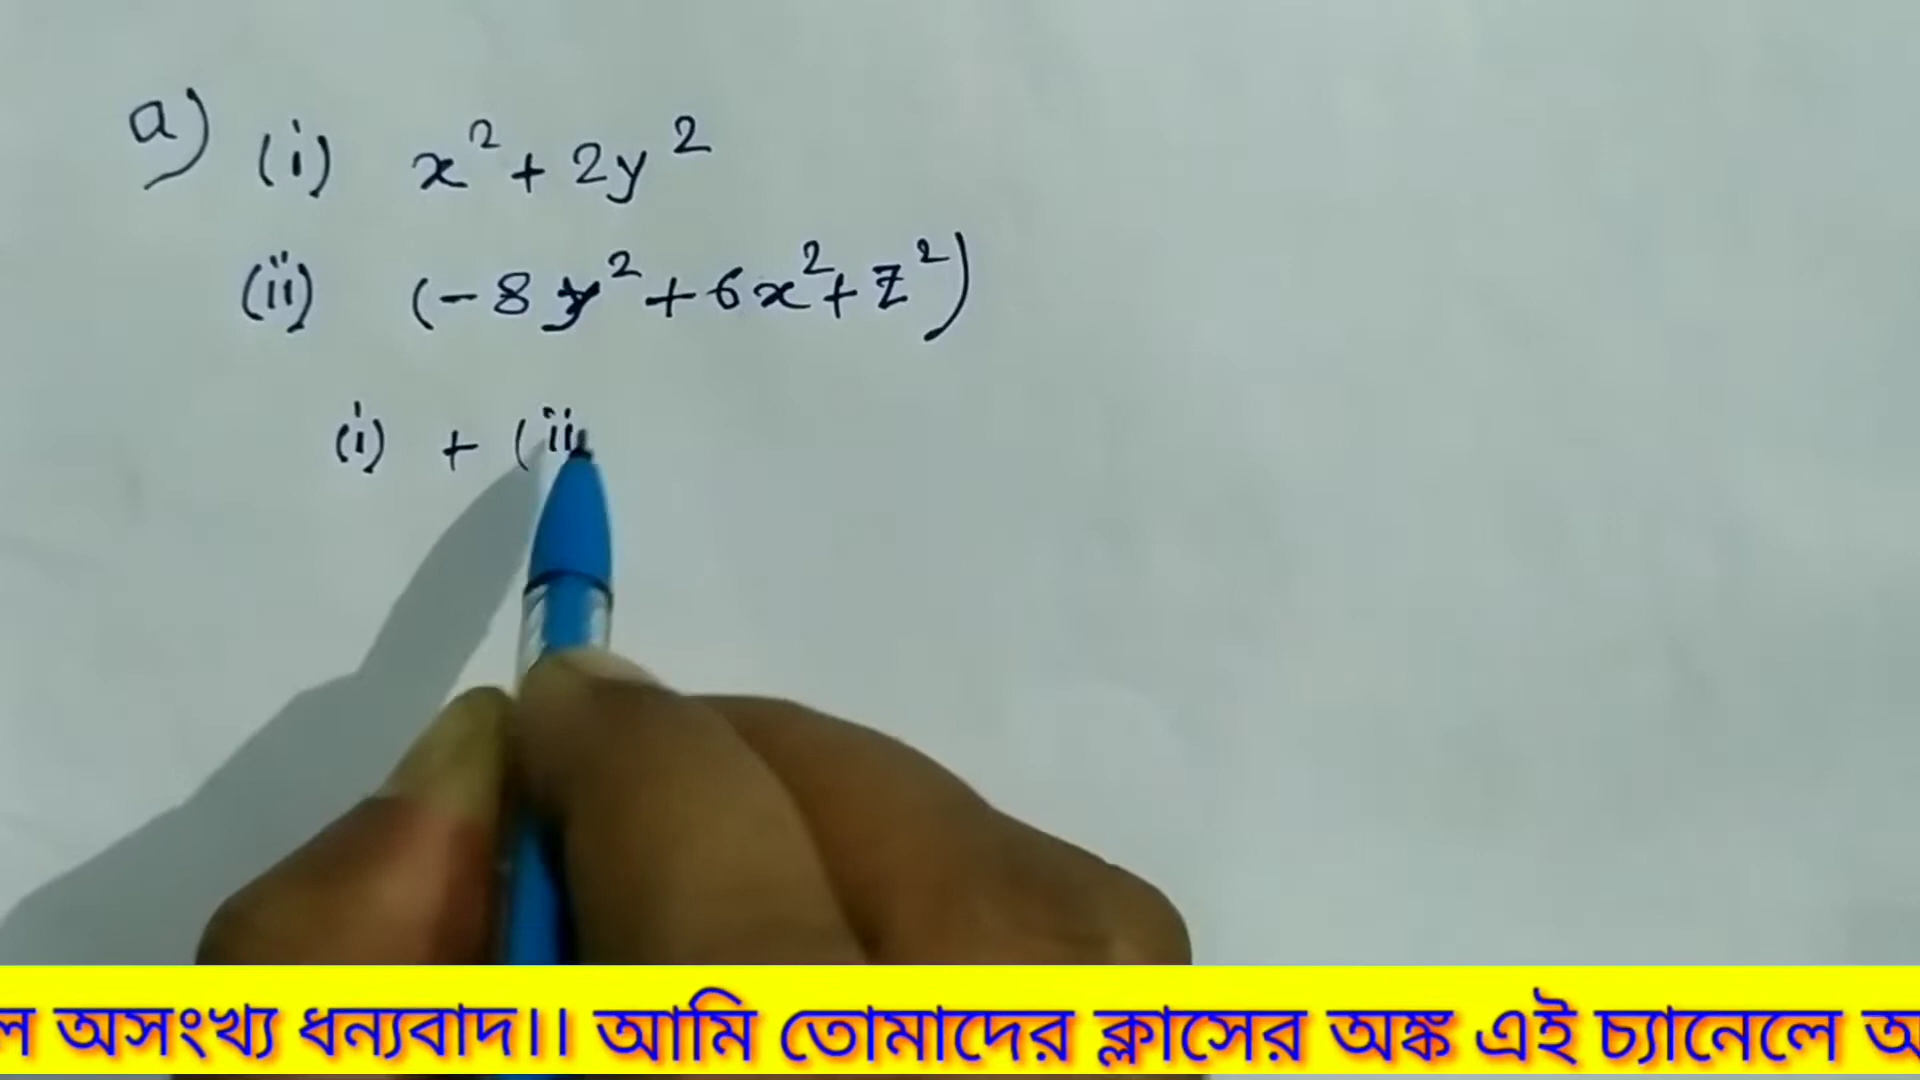 a) (i) x² + 2y²
(ii) (-8y² + 6x² + z²)
(i) + (ii
অসংখ্য ধন্যবাদ।। আমি তোমাদের ক্লাসের অঙ্ক এই চ্যানেলে